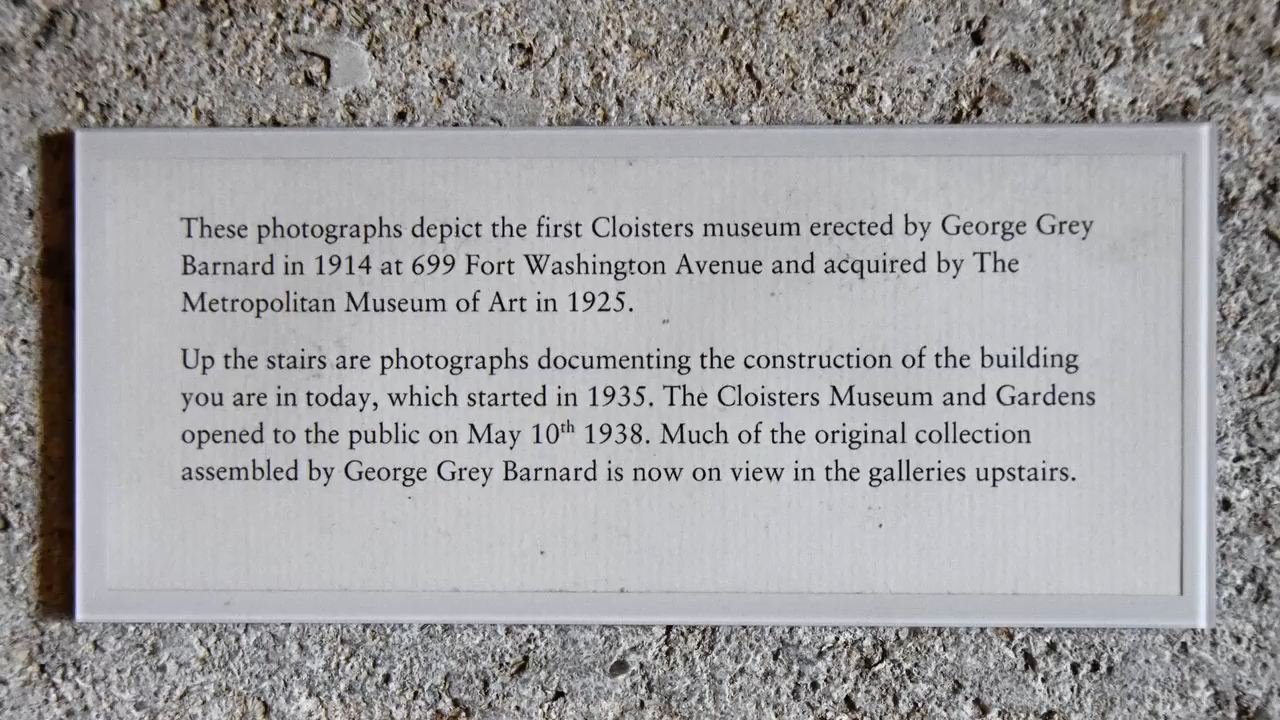 These photographs depict the first Cloisters museum erected by George Grey
Barnard in 1914 at 699 Fort Washington Avenue and acquired by The
Metropolitan Museum of Art in 1925.
Up the stairs are photographs documenting the construction of the building
you are in today, which started in 1935. The Cloisters Museum and Gardens
opened to the public on May 10th 1938. Much of the original collection
assembled by George Grey Barnard is now on view in the galleries upstairs.